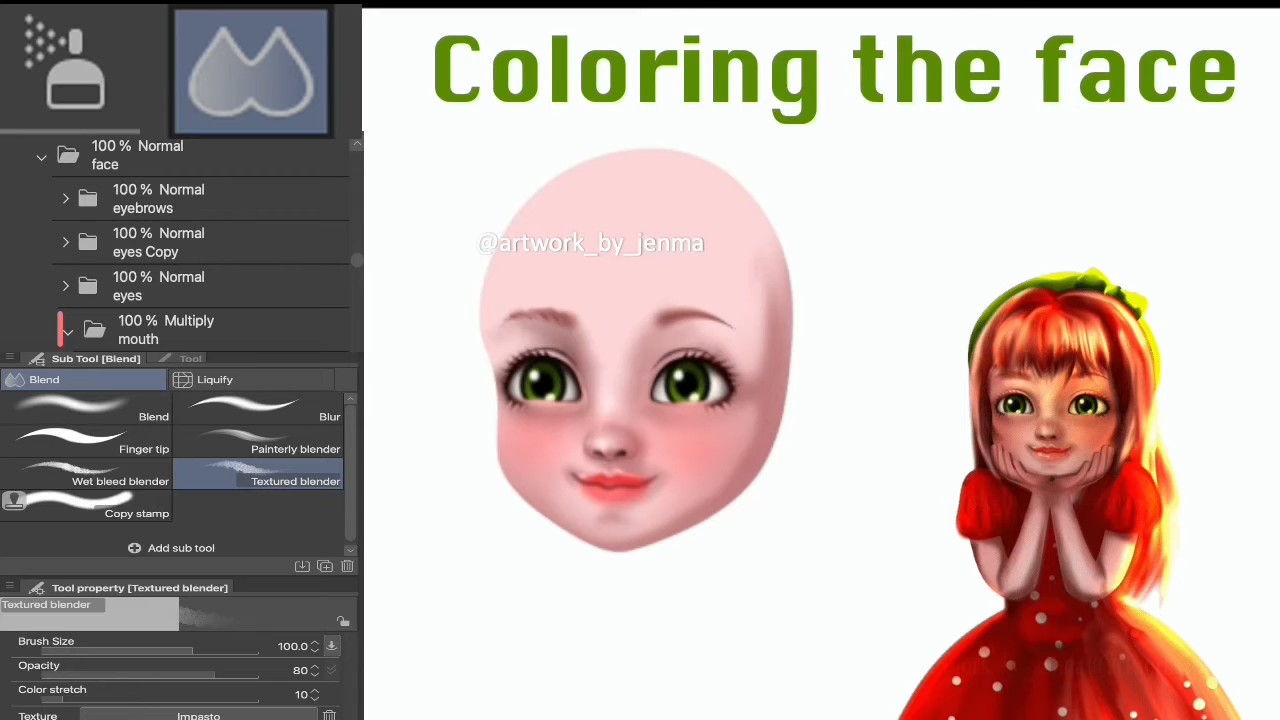 Coloring the face
@artwork_by_jenma
100 % Normal
face
100 % Normal
eyebrows
100 % Normal
eyes Copy
100 % Normal
eyes
100 % Multiply
mouth
Sub Tool [Blend]
Tool
Blend
Liquify
Blend
Blur
Finger tip
Painterly blender
Wet bleed blender
Textured blender
Copy stamp
Add sub tool
Tool property [Textured blender]
Textured blender
Brush Size 100.0
Opacity 80
Color stretch 10
Texture Impasto